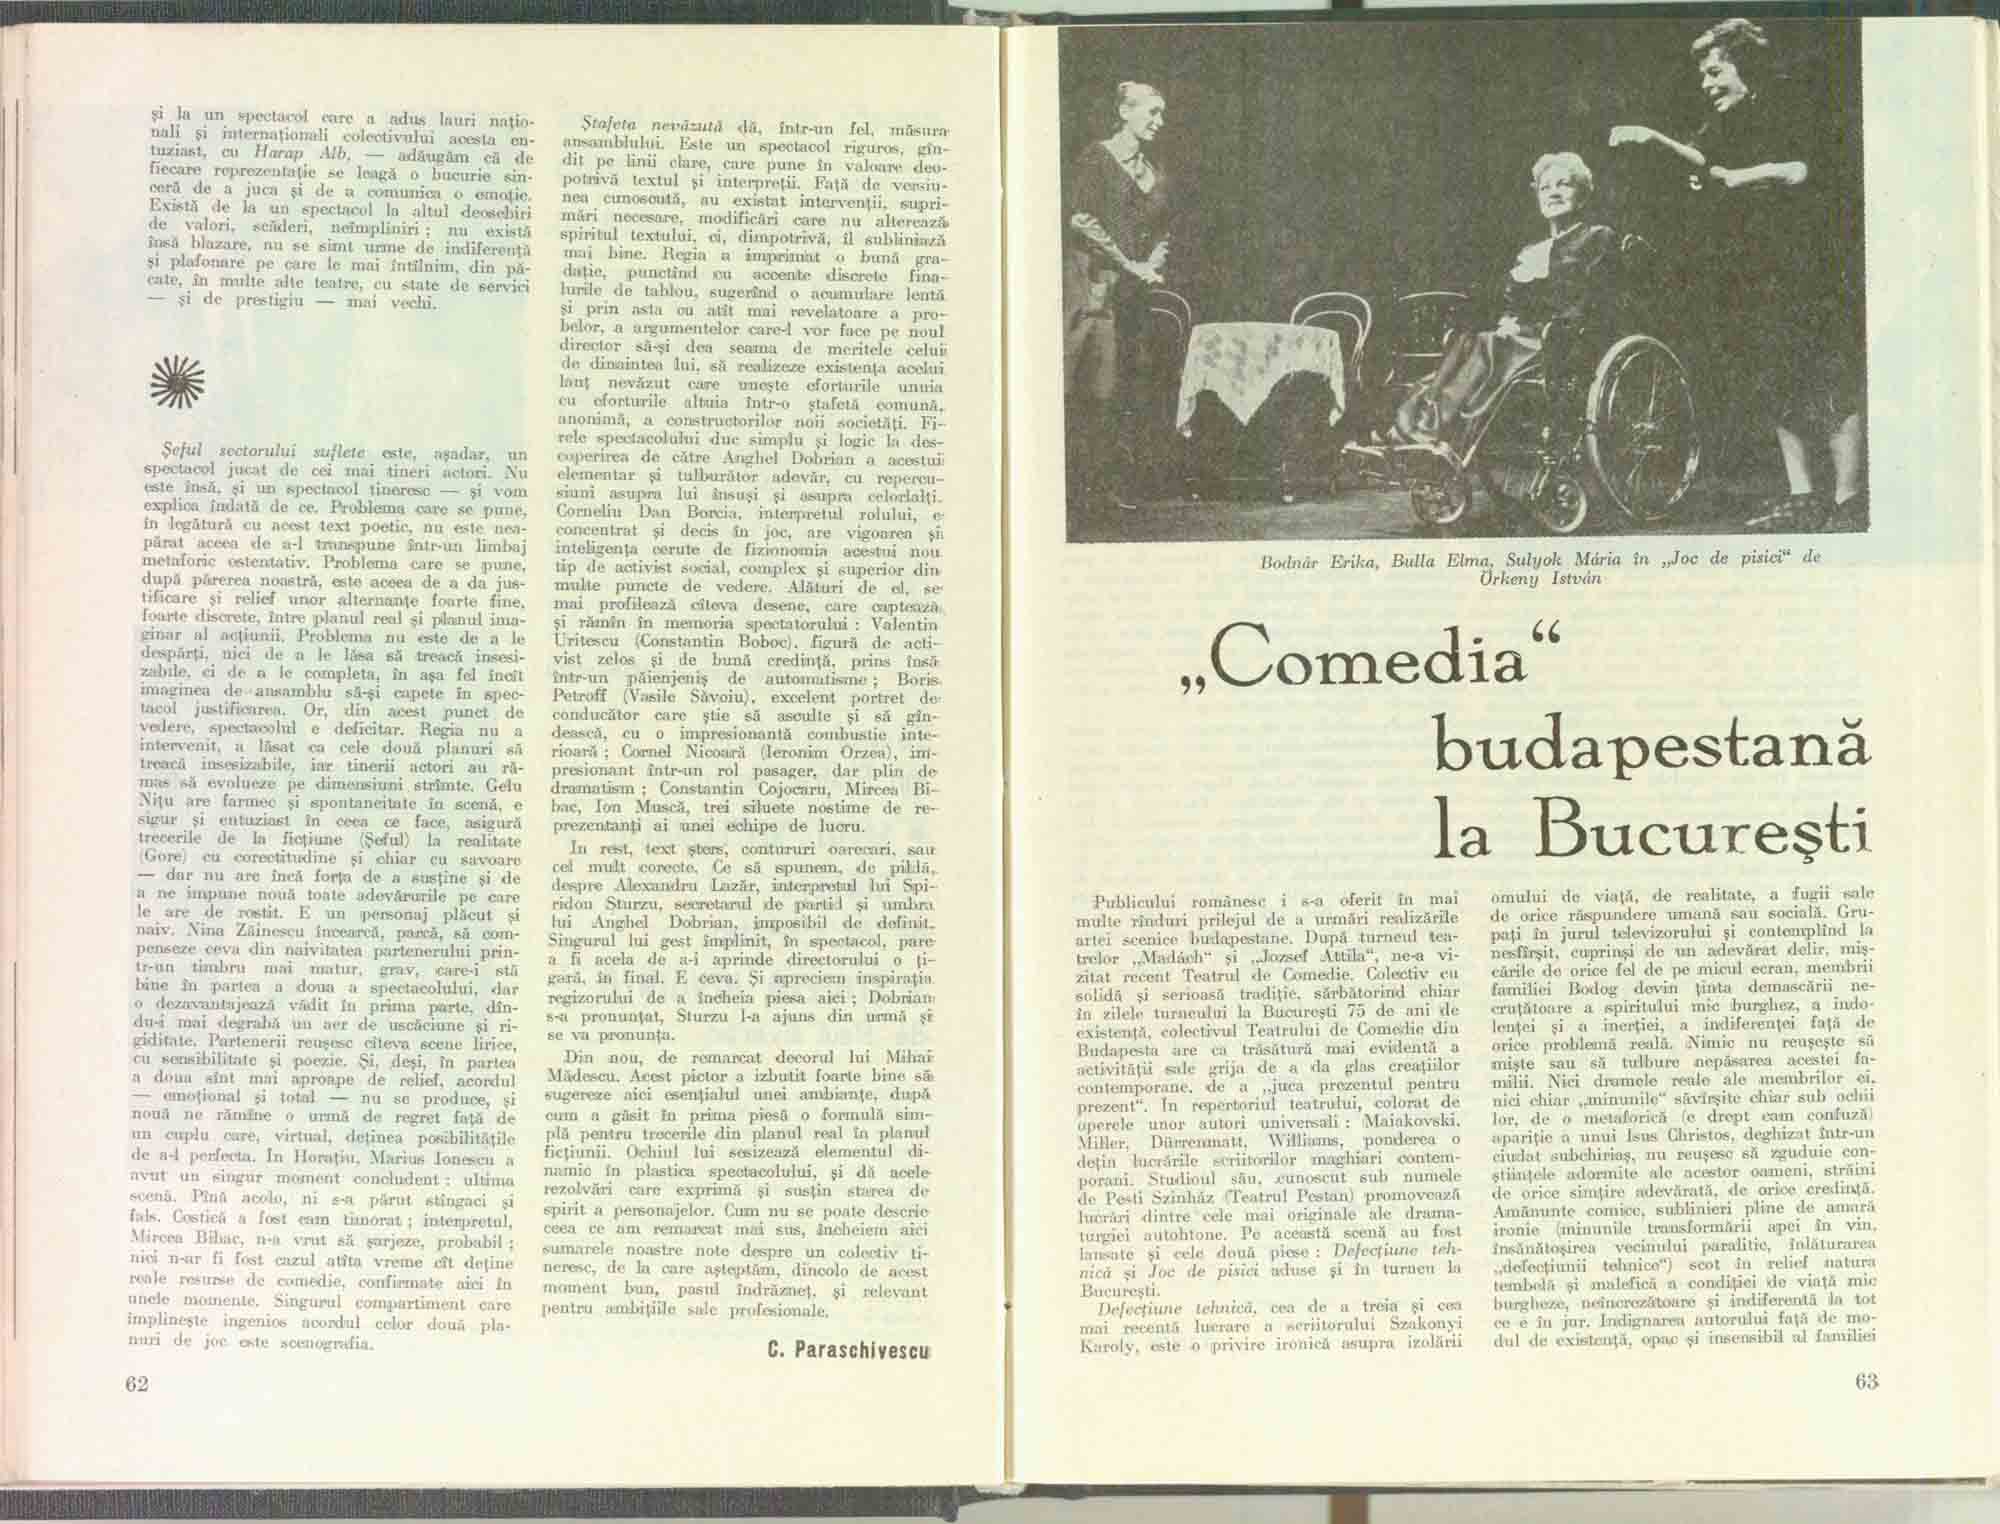 și la un spectacol care a adus lauri națio-
nali și internaționali colectivului acesta en-
tuziast, cu Harap Alb, — adăugăm că de
fiecare reprezentație se leagă o bucurie sin-
ceră de a juca și de a comunica o emoție.
Există de la un spectacol la altul deosebiri
de valori, scăderi, neîmpliniri ; nu există
însă blazare, nu se simt urme de indiferență
și plafonare pe care le mai întîlnim, din pă-
cate, în multe alte teatre, cu state de servici
— și de prestigiu — mai vechi.
Șeful sectorului suflete este, așadar, un
spectacol jucat de cei mai tineri actori. Nu
este însă, și un spectacol tineresc — și vom
explica îndată de ce. Problema care se pune,
în legătură cu acest text poetic, nu este nea-
părat aceea de a-l transpune într-un limbaj
metaforic ostentativ. Problema care se pune,
după părerea noastră, este aceea de a da jus-
tificare și relief unor alternanțe foarte fine,
foarte discrete, între planul real și planul ima-
ginar al acțiunii. Problema nu este de a le
despărți, nici de a le lăsa să treacă insesi-
zabile, ci de a le completa, în așa fel încît
imaginea de ansamblu să-și capete în spec-
tacol justificarea. Or, din acest punct de
vedere, spectacolul e deficitar. Regia nu a
intervenit, a lăsat ca cele două planuri să
treacă insesizabile, iar tinerii actori au ră-
mas să evolueze pe dimensiuni strîmte. Gelu
Nițu are farmec și spontaneitate în scenă, e
sigur și entuziast în ceea ce face, asigură
trecerile de la ficțiune (Șeful) la realitate
(Gore) cu corectitudine și chiar cu savoare
— dar nu are încă forța de a susține și de
a ne impune nouă toate adevărurile pe care
le are de rostit. E un personaj plăcut și
naiv. Nina Zăinescu încearcă, parcă, să com-
penseze ceva din naivitatea partenerului prin-
tr-un timbru mai matur, grav, care-i stă
bine în partea a doua a spectacolului, dar
o dezavantajează vădit în prima parte, dîn-
du-i mai degrabă un aer de uscăciune și ri-
giditate. Partenerii reușesc cîteva scene lirice,
cu sensibilitate și poezie. Și, deși, în partea
a doua sînt mai aproape de relief, acordul
— emoțional și total — nu se produce, și
nouă ne rămîne o urmă de regret față de
un cuplu care, virtual, deținea posibilitățile
de a-l perfecta. In Horațiu, Marius Ionescu a
avut un singur moment concludent : ultima
scenă. Pînă acolo, ni s-a părut stîngaci și
fals. Costică a fost cam timorat ; interpretul,
Mircea Bibac, n-a vrut să șarjeze, probabil ;
nici n-ar fi fost cazul atîta vreme cît deține
reale resurse de comedie, confirmate aici în
unele momente. Singurul compartiment care
împlinește ingenios acordul celor două pla-
nuri de joc este scenografia.
62
Ștafeta nevăzută dă, într-un fel, măsura
ansamblului. Este un spectacol riguros, gîn-
dit pe linii clare, care pune în valoare deo-
potrivă textul și interpreții. Față de versiu-
nea cunoscută, au existat intervenții, supri-
mări necesare, modificări care nu alterează
spiritul textului, ci, dimpotrivă, îl subliniază
mai bine. Regia a imprimat o bună gra-
dație, punctînd cu accente discrete fina-
lurile de tablou, sugerînd o acumulare lentă
și prin asta cu atît mai revelatoare a pro-
belor, a argumentelor care-l vor face pe noul
director să-și dea seama de meritele celui
de dinaintea lui, să realizeze existența acelui
lanț nevăzut care unește eforturile unuia
cu eforturile altuia într-o ștafetă comună,
anonimă, a constructorilor noii societăți. Fi-
rele spectacolului duc simplu și logic la des-
coperirea de către Anghel Dobrian a acestui
elementar și tulburător adevăr, cu repercu-
siuni asupra lui însuși și asupra celorlalți.
Corneliu Dan Borcia, interpretul rolului, e
concentrat și decis în joc, are vigoarea și
inteligența cerute de fizionomia acestui nou
tip de activist social, complex și superior din
multe puncte de vedere. Alături de el, se
mai profilează cîteva desene, care captează
și rămîn în memoria spectatorului : Valentin
Uritescu (Constantin Boboc), figură de acti-
vist zelos și de bună credință, prins însă
într-un păienjeniș de automatisme ; Boris
Petroff (Vasile Săvoiu), excelent portret de
conducător care știe să asculte și să gîn-
dească, cu o impresionantă combustie inte-
rioară ; Cornel Nicoară (Ieronim Orzea), im-
presionant într-un rol pasager, dar plin de
dramatism ; Constantin Cojocaru, Mircea Bi-
bac, Ion Muscă, trei siluete nostime de re-
prezentanți ai unei echipe de lucru.
In rest, text șters, contururi oarecari, sau
cel mult corecte. Ce să spunem, de pildă,
despre Alexandru Lazăr, interpretul lui Spi-
ridon Sturzu, secretarul de partid și umbra
lui Anghel Dobrian, imposibil de definit.
Singurul lui gest împlinit, în spectacol, pare
a fi acela de a-i aprinde directorului o ți-
gară, în final. E ceva. Și apreciem inspirația
regizorului de a încheia piesa aici ; Dobrian
s-a pronunțat, Sturzu l-a ajuns din urmă și
se va pronunța.
Din nou, de remarcat decorul lui Mihai
Mădescu. Acest pictor a izbutit foarte bine să
sugereze aici esențialul unei ambianțe, după
cum a găsit în prima piesă o formulă sim-
plă pentru trecerile din planul real în planul
ficțiunii. Ochiul lui sesizează elementul di-
namic în plastica spectacolului, și dă acele
rezolvări care exprimă și susțin starea de
spirit a personajelor. Cum nu se poate descrie
ceea ce am remarcat mai sus, încheiem aici
sumarele noastre note despre un colectiv ti-
neresc, de la care așteptăm, dincolo de acest
moment bun, pasul îndrăzneț, și relevant
pentru ambițiile sale profesionale.
C. Paraschivescu
Bodnár Erika, Bulla Elma, Sulyok Mária în „Joc de pisici“ de
Örkeny István
„Comedia“
budapestană
la București
Publicului românesc i s-a oferit în mai
multe rînduri prilejul de a urmări realizările
artei scenice budapestane. După turneul tea-
trelor „Madách“ și „Jozsef Attila“, ne-a vi-
zitat recent Teatrul de Comedie. Colectiv cu
solidă și serioasă tradiție, sărbătorind chiar
în zilele turneului la București 75 de ani de
existență, colectivul Teatrului de Comedie din
Budapesta are ca trăsătură mai evidentă a
activității sale grija de a da glas creațiilor
contemporane, de a „juca prezentul pentru
prezent“. In repertoriul teatrului, colorat de
operele unor autori universali : Maiakovski,
Miller, Dürrenmatt, Williams, ponderea o
dețin lucrările scriitorilor maghiari contem-
porani. Studioul său, cunoscut sub numele
de Pesti Szinház (Teatrul Pestan) promovează
lucrări dintre cele mai originale ale drama-
turgiei autohtone. Pe această scenă au fost
lansate și cele două piese : Defecțiune teh-
nică și Joc de pisici aduse și în turneu la
București.
Defecțiune tehnică, cea de a treia și cea
mai recentă lucrare a scriitorului Szakonyi
Karoly, este o privire ironică asupra izolării
omului de viață, de realitate, a fugii sale
de orice răspundere umană sau socială. Gru-
pați în jurul televizorului și contemplînd la
nesfîrșit, cuprinși de un adevărat delir, miș-
cările de orice fel de pe micul ecran, membrii
familiei Bodog devin ținta demascării ne-
cruțătoare a spiritului mic burghez, a indo-
lenței și a inerției, a indiferenței față de
orice problemă reală. Nimic nu reușește să
miște sau să tulbure nepăsarea acestei fa-
milii. Nici dramele reale ale membrilor ei,
nici chiar „minunile“ săvîrșite chiar sub ochii
lor, de o metaforică (e drept cam confuză)
apariție a unui Isus Christos, deghizat într-un
ciudat subchiriaș, nu reușesc să zguduie con-
științele adormite ale acestor oameni, străini
de orice simțire adevărată, de orice credință.
Amănunte comice, sublinieri pline de amară
ironie (minunile transformării apei în vin,
însănătoșirea vecinului paralitic, înlăturarea
„defecțiunii tehnice“) scot în relief natura
tembelă și malefică a condiției de viață mic
burgheze, neîncrezătoare și indiferentă la tot
ce e în jur. Indignarea autorului față de mo-
dul de existență, opac și insensibil al familiei
63